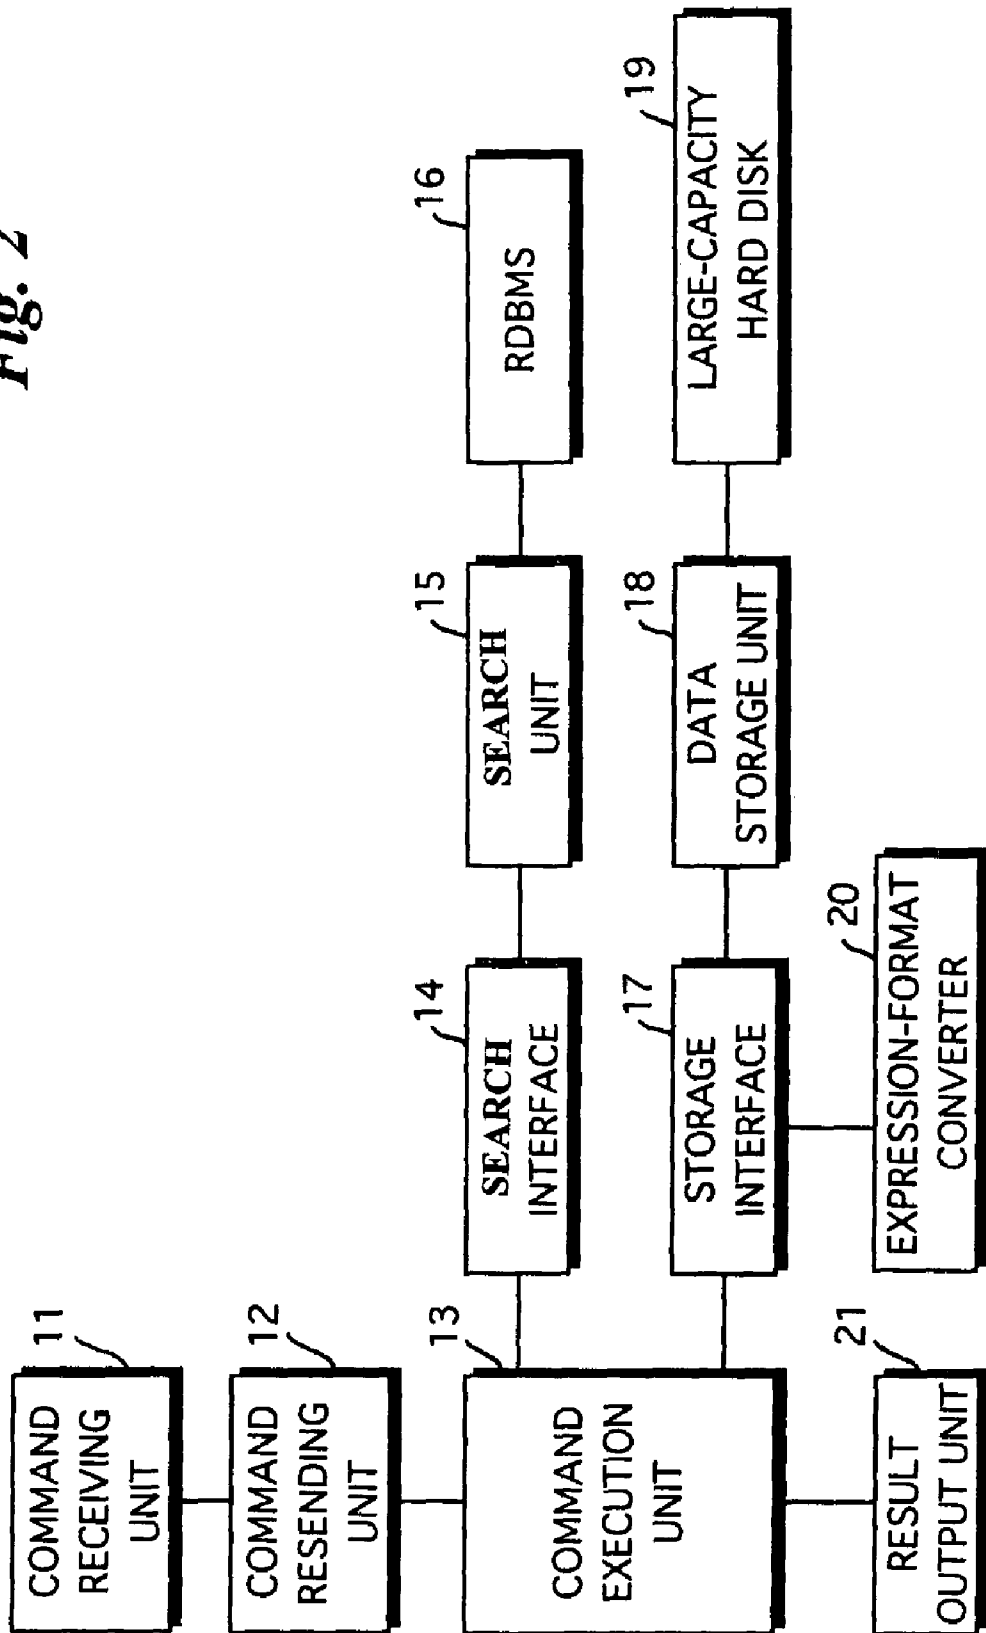 Fig. 2
11
COMMAND
RECEIVING
UNIT
12
COMMAND
RESENDING
UNIT
13
COMMAND
EXECUTION
UNIT
14
SEARCH
INTERFACE
15
SEARCH
UNIT
16
RDBMS
17
STORAGE
INTERFACE
18
DATA
STORAGE UNIT
19
LARGE-CAPACITY
HARD DISK
20
EXPRESSION-FORMAT
CONVERTER
21
RESULT
OUTPUT UNIT